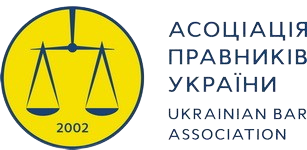 2002
АСОЦІАЦІЯ
ПРАВНИКІВ
УКРАЇНИ
UKRAINIAN BAR
ASSOCIATION